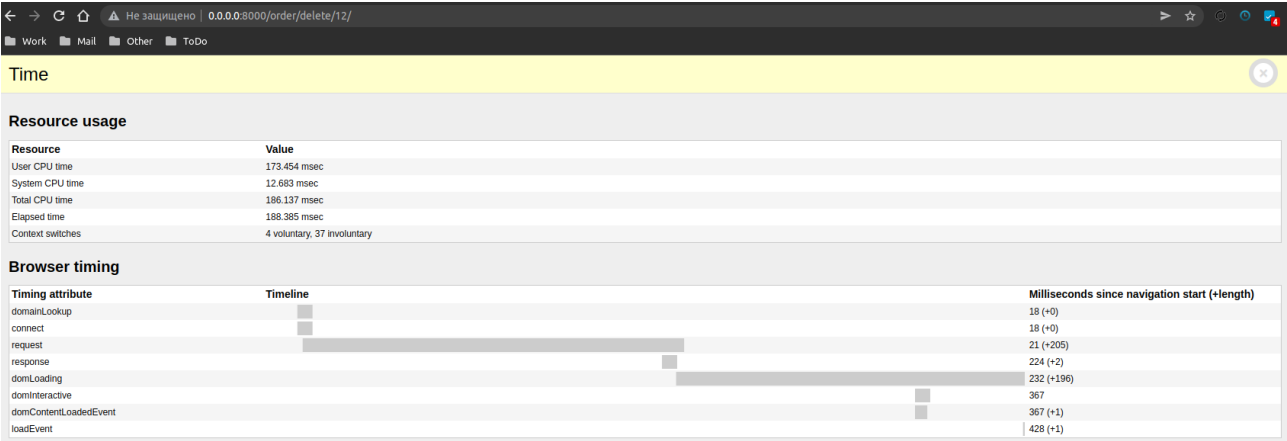 Не защищено | 0.0.0.0:8000/order/delete/12/
4
Work Mail Other ToDo
Time
Resource usage
Resource Value
User CPU time 173.454 msec
System CPU time 12.683 msec
Total CPU time 186.137 msec
Elapsed time 188.385 msec
Context switches 4 voluntary, 37 involuntary
Browser timing
Timing attribute Timeline Milliseconds since navigation start (+length)
domainLookup 18 (+0)
connect 18 (+0)
request 21 (+205)
response 224 (+2)
domLoading 232 (+196)
domInteractive 367
domContentLoadedEvent 367 (+1)
loadEvent 428 (+1)